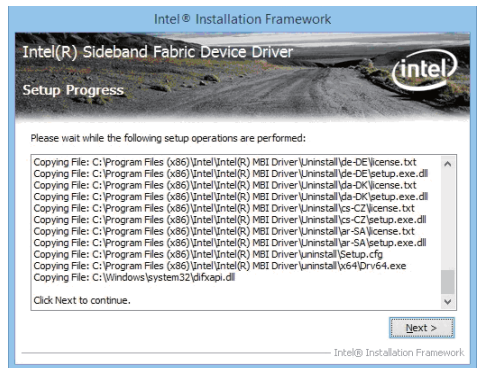 Intel® Installation Framework
Intel(R) Sideband Fabric Device Driver
intel
Setup Progress
Please wait while the following setup operations are performed:
Copying File: C:\Program Files (x86)\Intel\Intel(R) MBI Driver\Uninstall\de-DE\license.txt
Copying File: C:\Program Files (x86)\Intel\Intel(R) MBI Driver\Uninstall\de-DE\setup.exe.dll
Copying File: C:\Program Files (x86)\Intel\Intel(R) MBI Driver\Uninstall\da-DK\license.txt
Copying File: C:\Program Files (x86)\Intel\Intel(R) MBI Driver\Uninstall\da-DK\setup.exe.dll
Copying File: C:\Program Files (x86)\Intel\Intel(R) MBI Driver\Uninstall\cs-CZ\license.txt
Copying File: C:\Program Files (x86)\Intel\Intel(R) MBI Driver\Uninstall\cs-CZ\setup.exe.dll
Copying File: C:\Program Files (x86)\Intel\Intel(R) MBI Driver\Uninstall\ar-SA\license.txt
Copying File: C:\Program Files (x86)\Intel\Intel(R) MBI Driver\Uninstall\ar-SA\setup.exe.dll
Copying File: C:\Program Files (x86)\Intel\Intel(R) MBI Driver\uninstall\Setup.cfg
Copying File: C:\Program Files (x86)\Intel\Intel(R) MBI Driver\uninstall\x64\Drv64.exe
Copying File: C:\Windows\system32\difxapi.dll
Click Next to continue.
Next >
Intel® Installation Framework